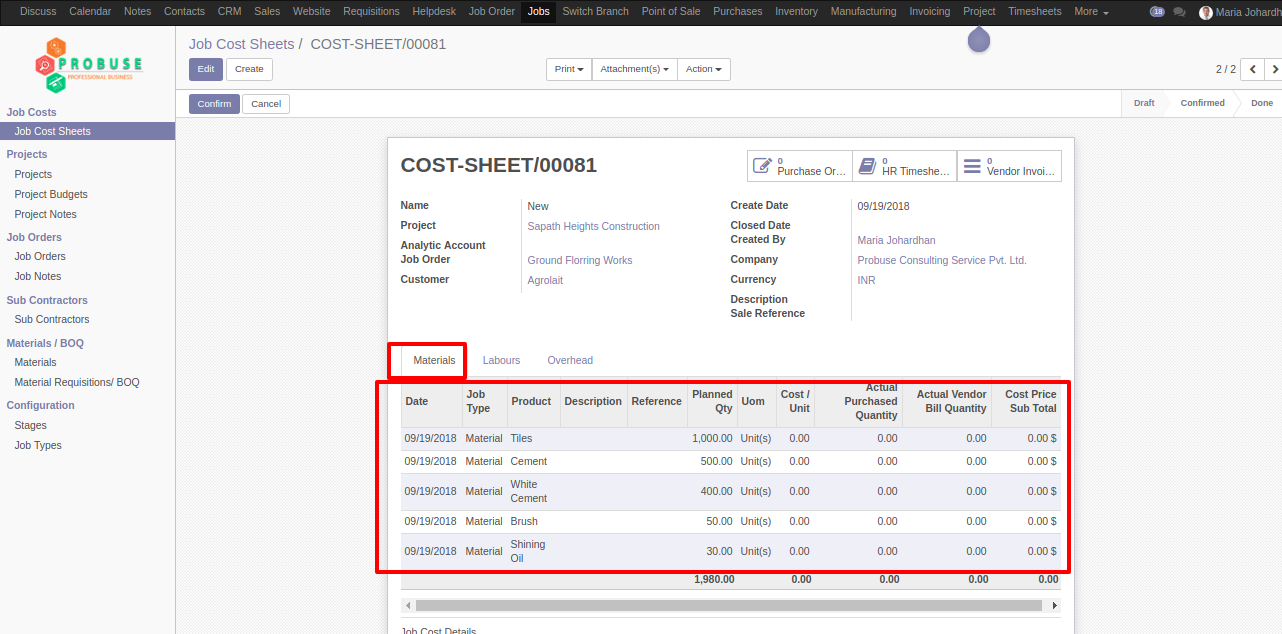 Discuss Calendar Notes Contacts CRM Sales Website Requisitions Helpdesk Job Order Jobs Switch Branch Point of Sale Purchases Inventory Manufacturing Invoicing Project Timesheets More 18 Maria Johardh
PROBUSE
PROFESSIONAL BUSINESS
Job Costs
Job Cost Sheets
Projects
Projects
Project Budgets
Project Notes
Job Orders
Job Orders
Job Notes
Sub Contractors
Sub Contractors
Materials / BOQ
Materials
Material Requisitions/ BOQ
Configuration
Stages
Job Types
Job Cost Sheets / COST-SHEET/00081
Edit Create Print Attachment(s) Action 2 / 2
Confirm Cancel Draft Confirmed Done
COST-SHEET/00081
0 Purchase Or...
0 HR Timeshe...
0 Vendor Invoi...
Name New
Project Sapath Heights Construction
Analytic Account
Job Order Ground Florring Works
Customer Agrolait
Create Date 09/19/2018
Closed Date
Created By Maria Johardhan
Company Probuse Consulting Service Pvt. Ltd.
Currency INR
Description
Sale Reference
Materials Labours Overhead
Date Job Type Product Description Reference Planned Qty Uom Cost / Unit Actual Purchased Quantity Actual Vendor Bill Quantity Cost Price Sub Total
09/19/2018 Material Tiles 1,000.00 Unit(s) 0.00 0.00 0.00 0.00 $
09/19/2018 Material Cement 500.00 Unit(s) 0.00 0.00 0.00 0.00 $
09/19/2018 Material White Cement 400.00 Unit(s) 0.00 0.00 0.00 0.00 $
09/19/2018 Material Brush 50.00 Unit(s) 0.00 0.00 0.00 0.00 $
09/19/2018 Material Shining Oil 30.00 Unit(s) 0.00 0.00 0.00 0.00 $
1,980.00 0.00 0.00 0.00 0.00
Job Cost Details